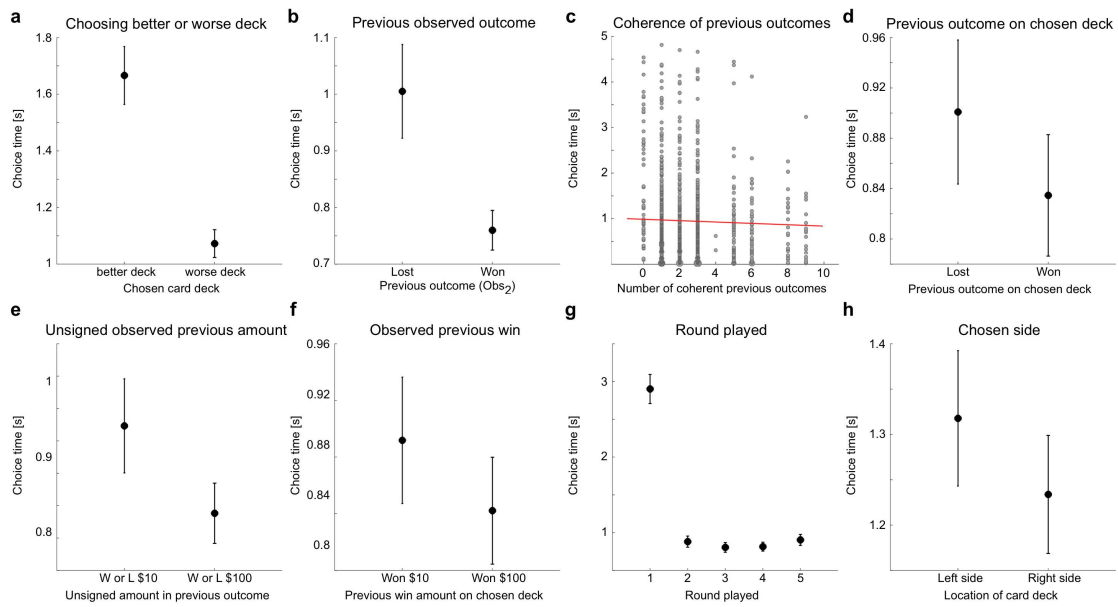 a
Choosing better or worse deck
Choice time [s]
1.8
1.6
1.4
1.2
1
better deck
worse deck
Chosen card deck
b
Previous observed outcome
Choice time [s]
1.1
1
0.9
0.8
0.7
Lost
Won
Previous outcome (Obs2)
c
Coherence of previous outcomes
Choice time [s]
5
4
3
2
1
0 2 4 6 8 10
Number of coherent previous outcomes
d
Previous outcome on chosen deck
Choice time [s]
0.96
0.92
0.88
0.84
0.8
Lost
Won
Previous outcome on chosen deck
e
Unsigned observed previous amount
Choice time [s]
1
0.9
0.8
W or L $10
W or L $100
Unsigned amount in previous outcome
f
Observed previous win
Choice time [s]
0.96
0.92
0.88
0.84
0.8
Won $10
Won $100
Previous win amount on chosen deck
g
Round played
Choice time [s]
3
2
1
1 2 3 4 5
Round played
h
Chosen side
Choice time [s]
1.4
1.3
1.2
Left side
Right side
Location of card deck